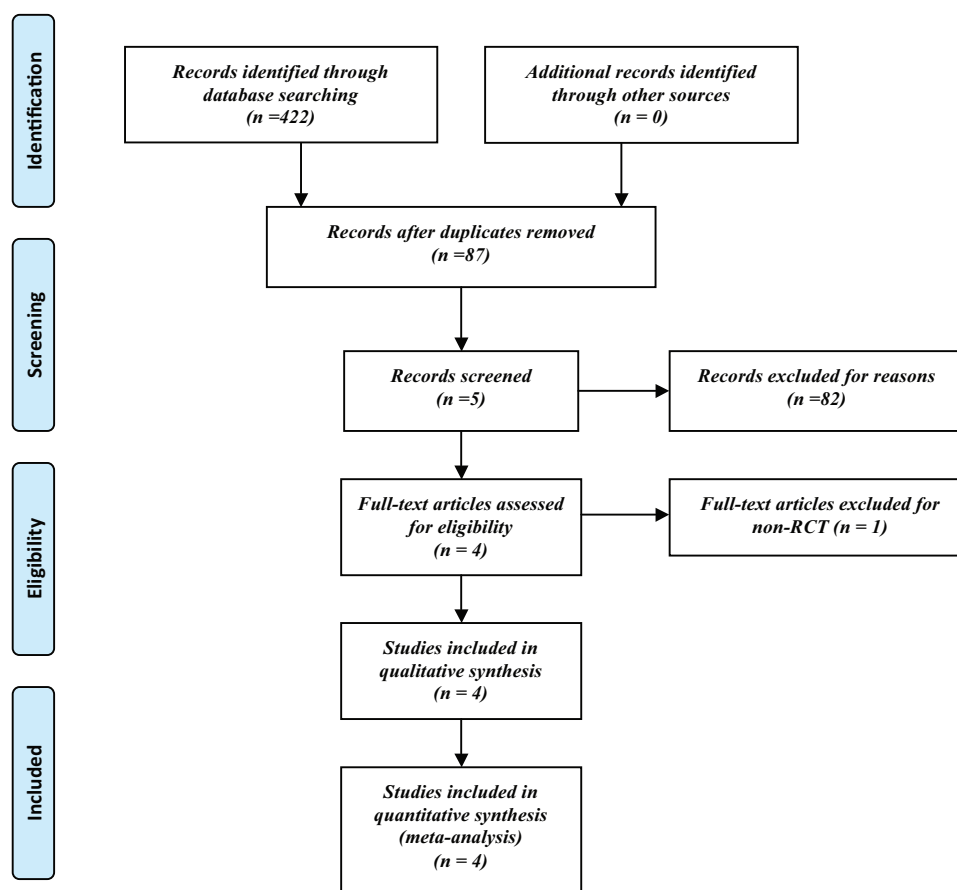 Identification
Records identified through
database searching
(n =422)
Additional records identified
through other sources
(n = 0)
Records after duplicates removed
(n =87)
Screening
Records screened
(n =5)
Records excluded for reasons
(n =82)
Eligibility
Full-text articles assessed
for eligibility
(n = 4)
Full-text articles excluded for
non-RCT (n = 1)
Studies included in
qualitative synthesis
(n = 4)
Included
Studies included in
quantitative synthesis
(meta-analysis)
(n = 4)